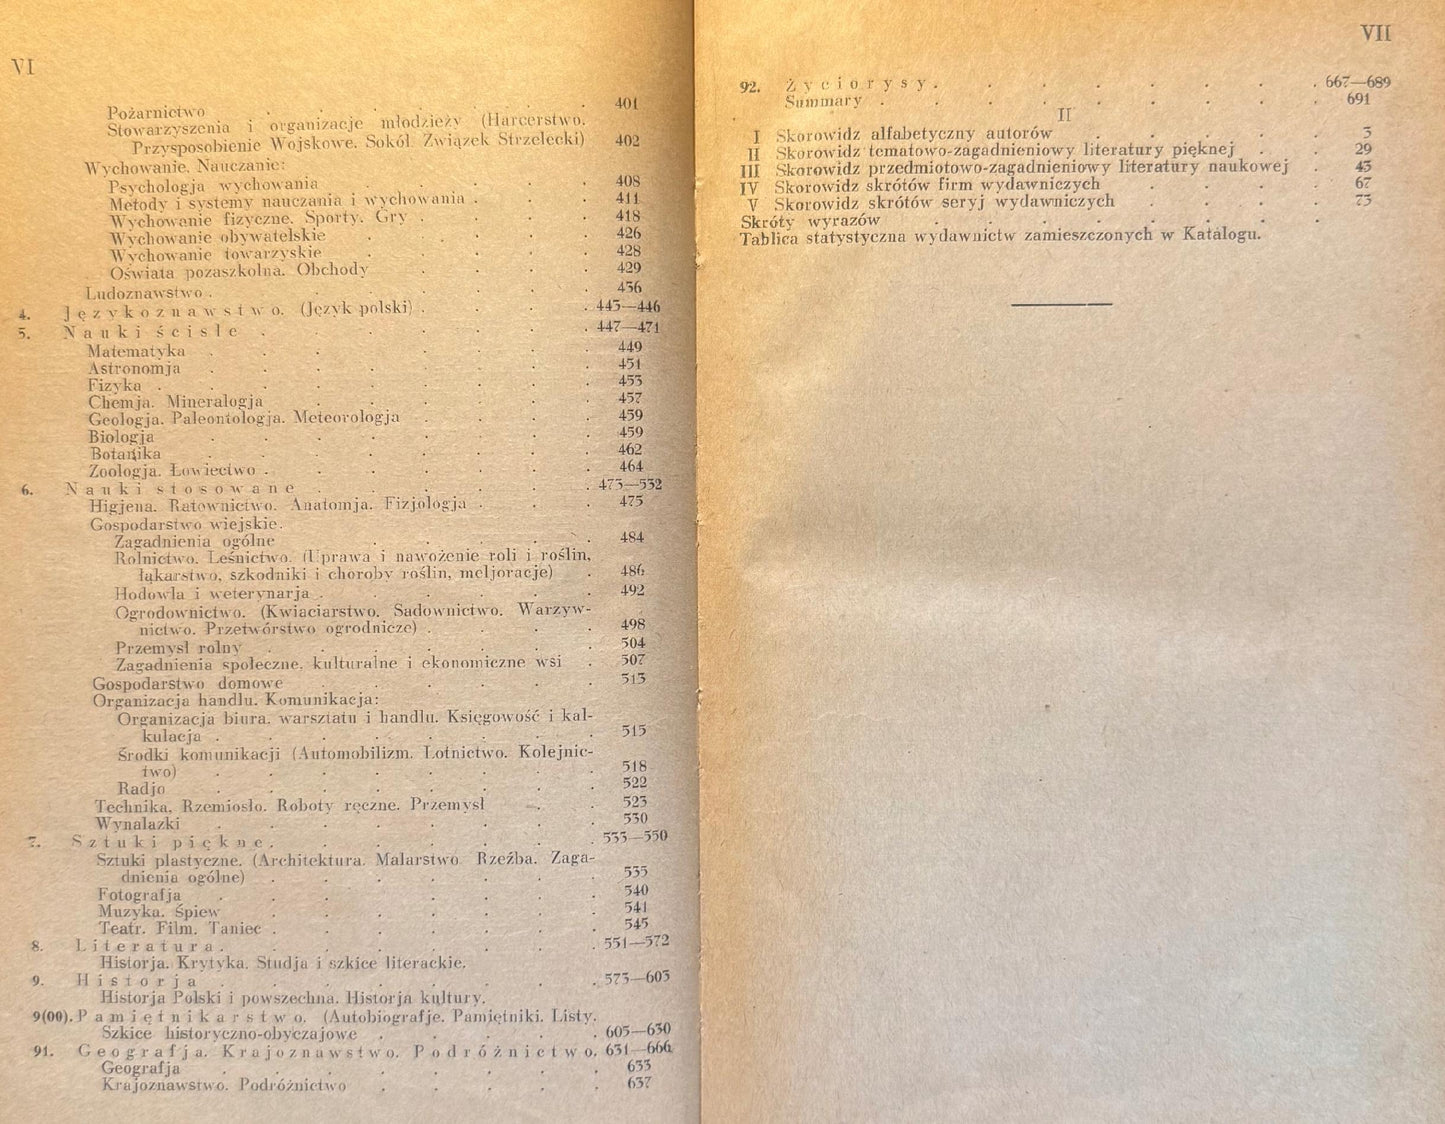 VI
Pożarnictwo . . . . . . . 401
Stowarzyszenia i organizacje młodzieży (Harcerstwo.
Przysposobienie Wojskowe. Sokół. Związek Strzelecki) 402
Wychowanie. Nauczanie:
Psychologja wychowania . . . . . 408
Metody i systemy nauczania i wychowania . . . 411
Wychowanie fizyczne. Sporty. Gry . . . . 418
Wychowanie obywatelskie . . . . . 426
Wychowanie towarzyskie . . . . . 428
Oświata pozaszkolna. Obchody . . . . 429
Ludoznawstwo . . . . . . . 436
4. Językoznawstwo. (Język polski) . . . . 443—446
5. Nauki ścisłe . . . . . . . 447—471
Matematyka . . . . . . . 449
Astronomja . . . . . . . 451
Fizyka . . . . . . . . 453
Chemja. Mineralogja . . . . . . 457
Geologja. Paleontologja. Meteorologja . . . . 459
Biologja . . . . . . . 459
Botanika . . . . . . . 462
Zoologja. Łowiectwo . . . . . . 464
6. Nauki stosowane . . . . . . 473—532
Higjena. Ratownictwo. Anatomja. Fizjologja . . . 475
Gospodarstwo wiejskie.
Zagadnienia ogólne . . . . . 484
Rolnictwo. Leśnictwo. (Uprawa i nawożenie roli i roślin,
łąkarstwo, szkodniki i choroby roślin, meljoracje) . 486
Hodowla i weterynarja . . . . . 492
Ogrodownictwo. (Kwiaciarstwo. Sadownictwo. Warzyw-
nictwo. Przetwórstwo ogrodnicze) . . . . 498
Przemysł rolny . . . . . . 504
Zagadnienia społeczne, kulturalne i ekonomiczne wsi . 507
Gospodarstwo domowe . . . . . . 513
Organizacja handlu. Komunikacja:
Organizacja biura, warsztatu i handlu. Księgowość i kal-
kulacja . . . . . . . . 515
Środki komunikacji (Automobilizm. Lotnictwo. Kolejnic-
two) . . . . . . . . 518
Radjo . . . . . . . . 522
Technika. Rzemiosło. Roboty ręczne. Przemysł . . 523
Wynalazki . . . . . . . . 530
7. Sztuki piękne . . . . . . . 533—550
Sztuki plastyczne. (Architektura. Malarstwo. Rzeźba. Zaga-
dnienia ogólne) . . . . . . . 535
Fotografja . . . . . . . . 540
Muzyka. Śpiew . . . . . . . 541
Teatr. Film. Taniec . . . . . . . 545
8. Literatura . . . . . . . . 551—572
Historja. Krytyka. Studja i szkice literackie.
9. Historja . . . . . . . . 573—603
Historja Polski i powszechna. Historja kultury.
9(00). Pamiętnikarstwo. (Autobiografje. Pamiętniki. Listy.
Szkice historyczno-obyczajowe . . . . . 605—630
91. Geografja. Krajoznawstwo. Podróżnictwo. 631—666
Geografja . . . . . . . . 633
Krajoznawstwo. Podróżnictwo . . . . . 637
VII
92. Życiorysy . . . . . . . . 667—689
Summary . . . . . . . . 691
II
I Skorowidz alfabetyczny autorów . . . . . 3
II Skorowidz tematowo-zagadnieniowy literatury pięknej . . 29
III Skorowidz przedmiotowo-zagadnieniowy literatury naukowej . 43
IV Skorowidz skrótów firm wydawniczych . . . . 67
V Skorowidz skrótów seryj wydawniczych . . . . 73
Skróty wyrazów . . . . . . . .
Tablica statystyczna wydawnictw zamieszczonych w Katalogu.